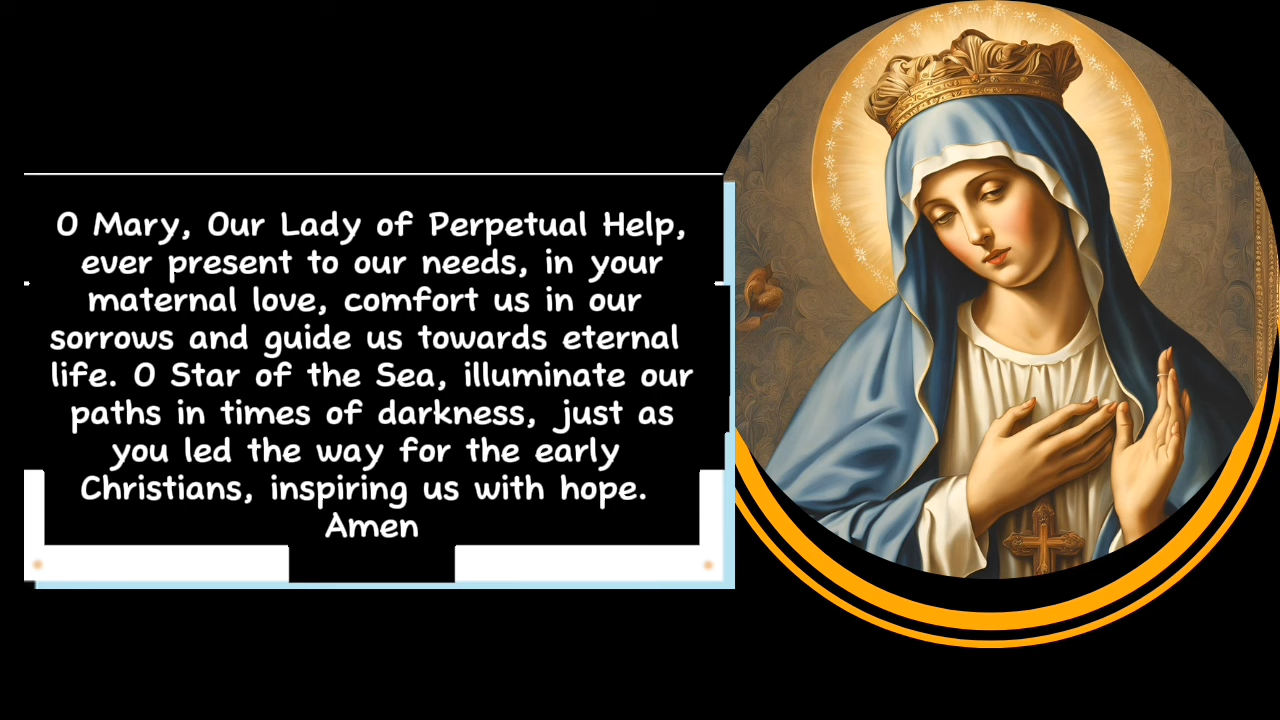 O Mary, Our Lady of Perpetual Help,
ever present to our needs, in your
maternal love, comfort us in our
sorrows and guide us towards eternal
life. O Star of the Sea, illuminate our
paths in times of darkness, just as
you led the way for the early
Christians, inspiring us with hope.
Amen